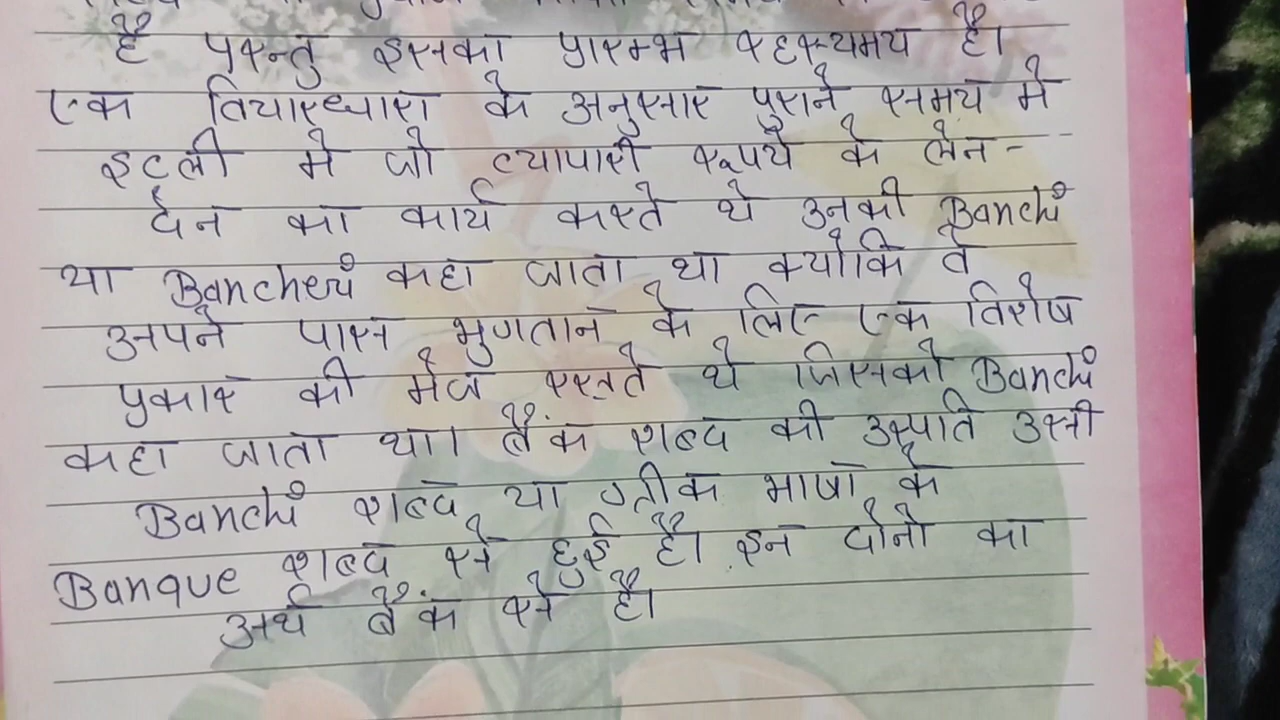 है परन्तु इसका प्रारम्भ रहस्यमय है।
एक विचारधारा के अनुसार पुराने समय मे
इटली मे जो व्यापारी रूपये के लेन-
देन का कार्य करते थे उनकी Banchi
या Bancheri कहा जाता था क्योकि वे
अपने पास भुगतान के लिए एक विशेष
प्रकार की मेज रखते थे जिसको Banchi
कहा जाता था। बैंक शब्द की उत्पति उसी
Banchi शब्द या ग्रीक भाषा के
Banque शब्द से हुई है। इन दोनो का
अर्थ बैंक से है।